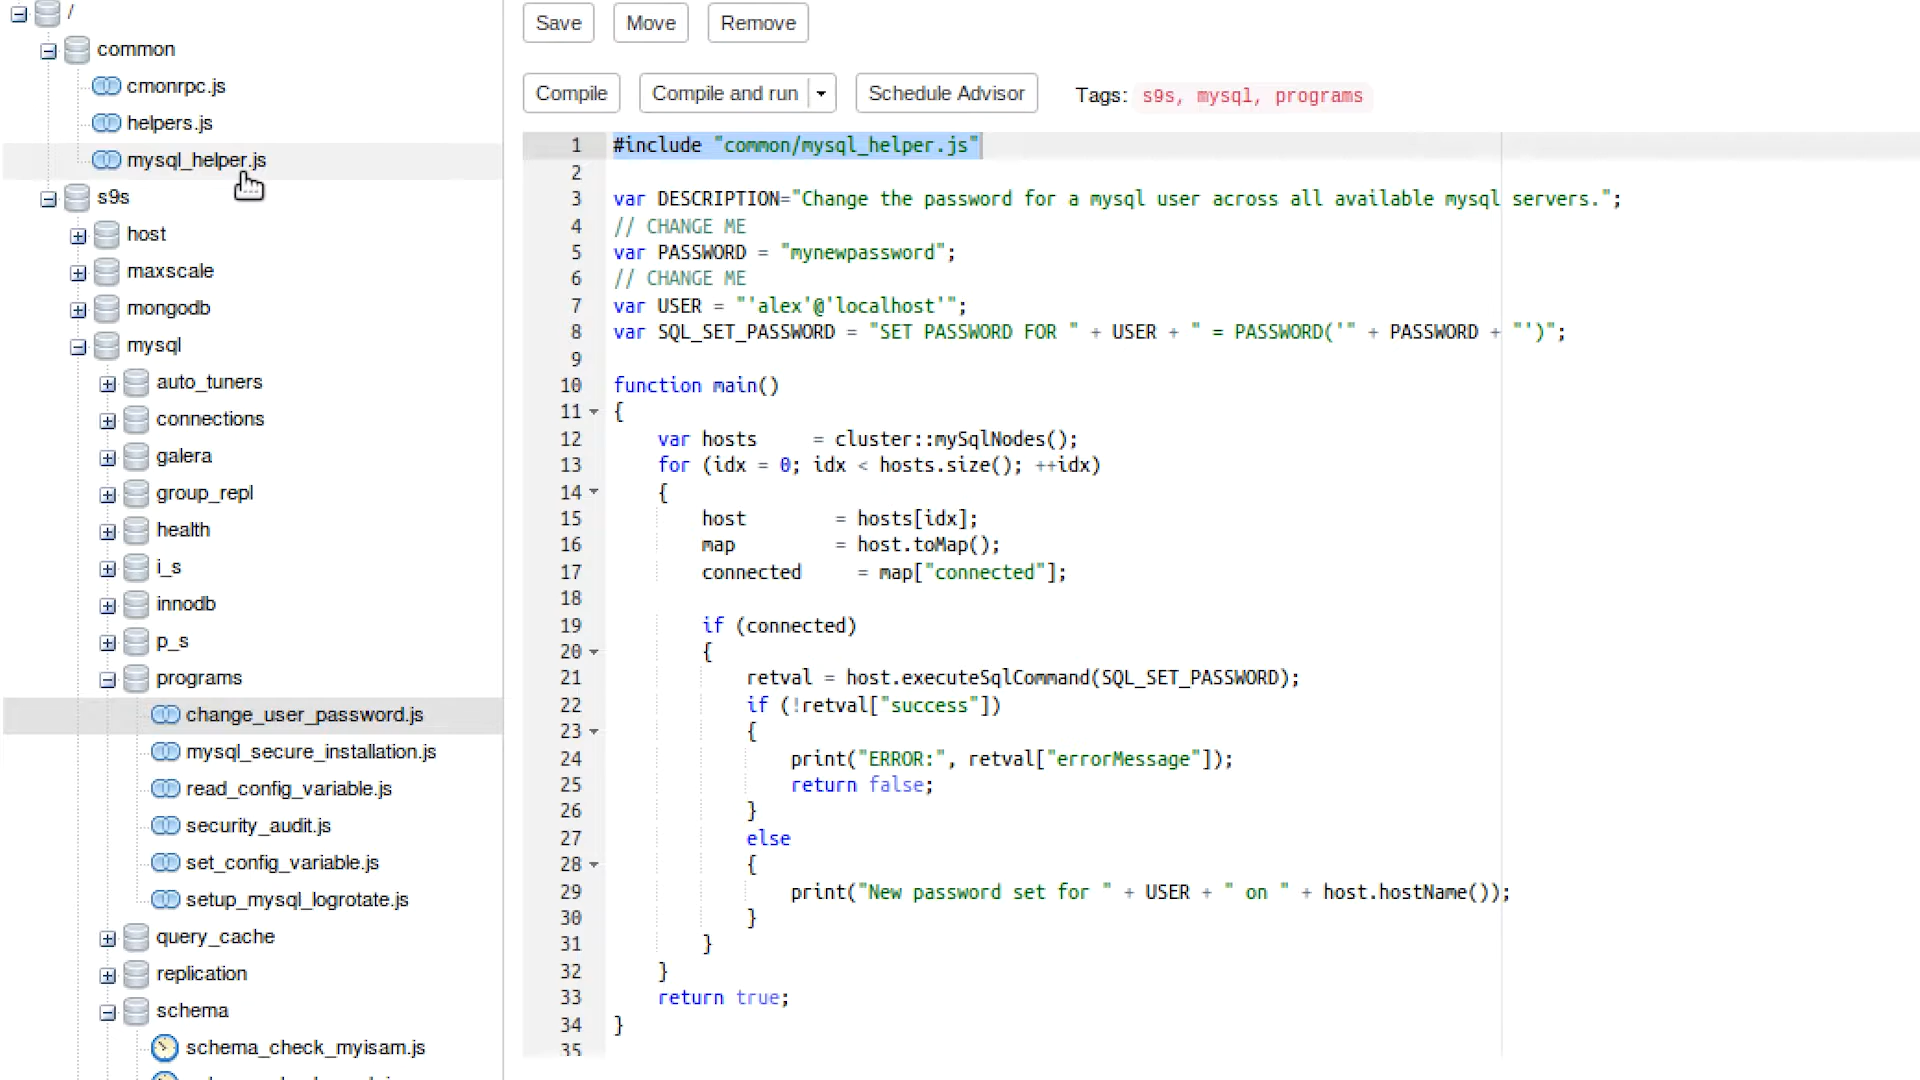 /
common
cmonrpc.js
helpers.js
mysql_helper.js
s9s
host
maxscale
mongodb
mysql
auto_tuners
connections
galera
group_repl
health
i_s
innodb
p_s
programs
change_user_password.js
mysql_secure_installation.js
read_config_variable.js
security_audit.js
set_config_variable.js
setup_mysql_logrotate.js
query_cache
replication
schema
schema_check_myisam.js
Save Move Remove
Compile Compile and run Schedule Advisor Tags: s9s, mysql, programs
1 #include "common/mysql_helper.js"
2
3 var DESCRIPTION="Change the password for a mysql user across all available mysql servers.";
4 // CHANGE ME
5 var PASSWORD = "mynewpassword";
6 // CHANGE ME
7 var USER = "'alex'@'localhost'";
8 var SQL_SET_PASSWORD = "SET PASSWORD FOR " + USER + " = PASSWORD('" + PASSWORD + "')";
9
10 function main()
11 {
12 var hosts = cluster::mySqlNodes();
13 for (idx = 0; idx < hosts.size(); ++idx)
14 {
15 host = hosts[idx];
16 map = host.toMap();
17 connected = map["connected"];
18
19 if (connected)
20 {
21 retval = host.executeSqlCommand(SQL_SET_PASSWORD);
22 if (!retval["success"])
23 {
24 print("ERROR:", retval["errorMessage"]);
25 return false;
26 }
27 else
28 {
29 print("New password set for " + USER + " on " + host.hostName());
30 }
31 }
32 }
33 return true;
34 }
35